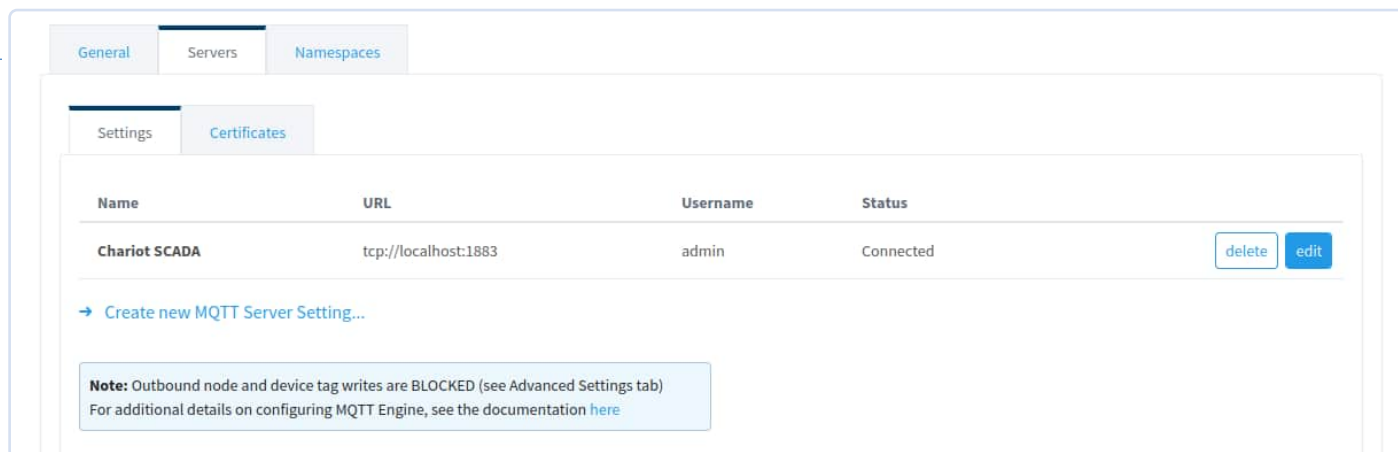 General Servers Namespaces
Settings Certificates
Name URL Username Status
Chariot SCADA tcp://localhost:1883 admin Connected delete edit
➔ Create new MQTT Server Setting...
Note: Outbound node and device tag writes are BLOCKED (see Advanced Settings tab)
For additional details on configuring MQTT Engine, see the documentation here